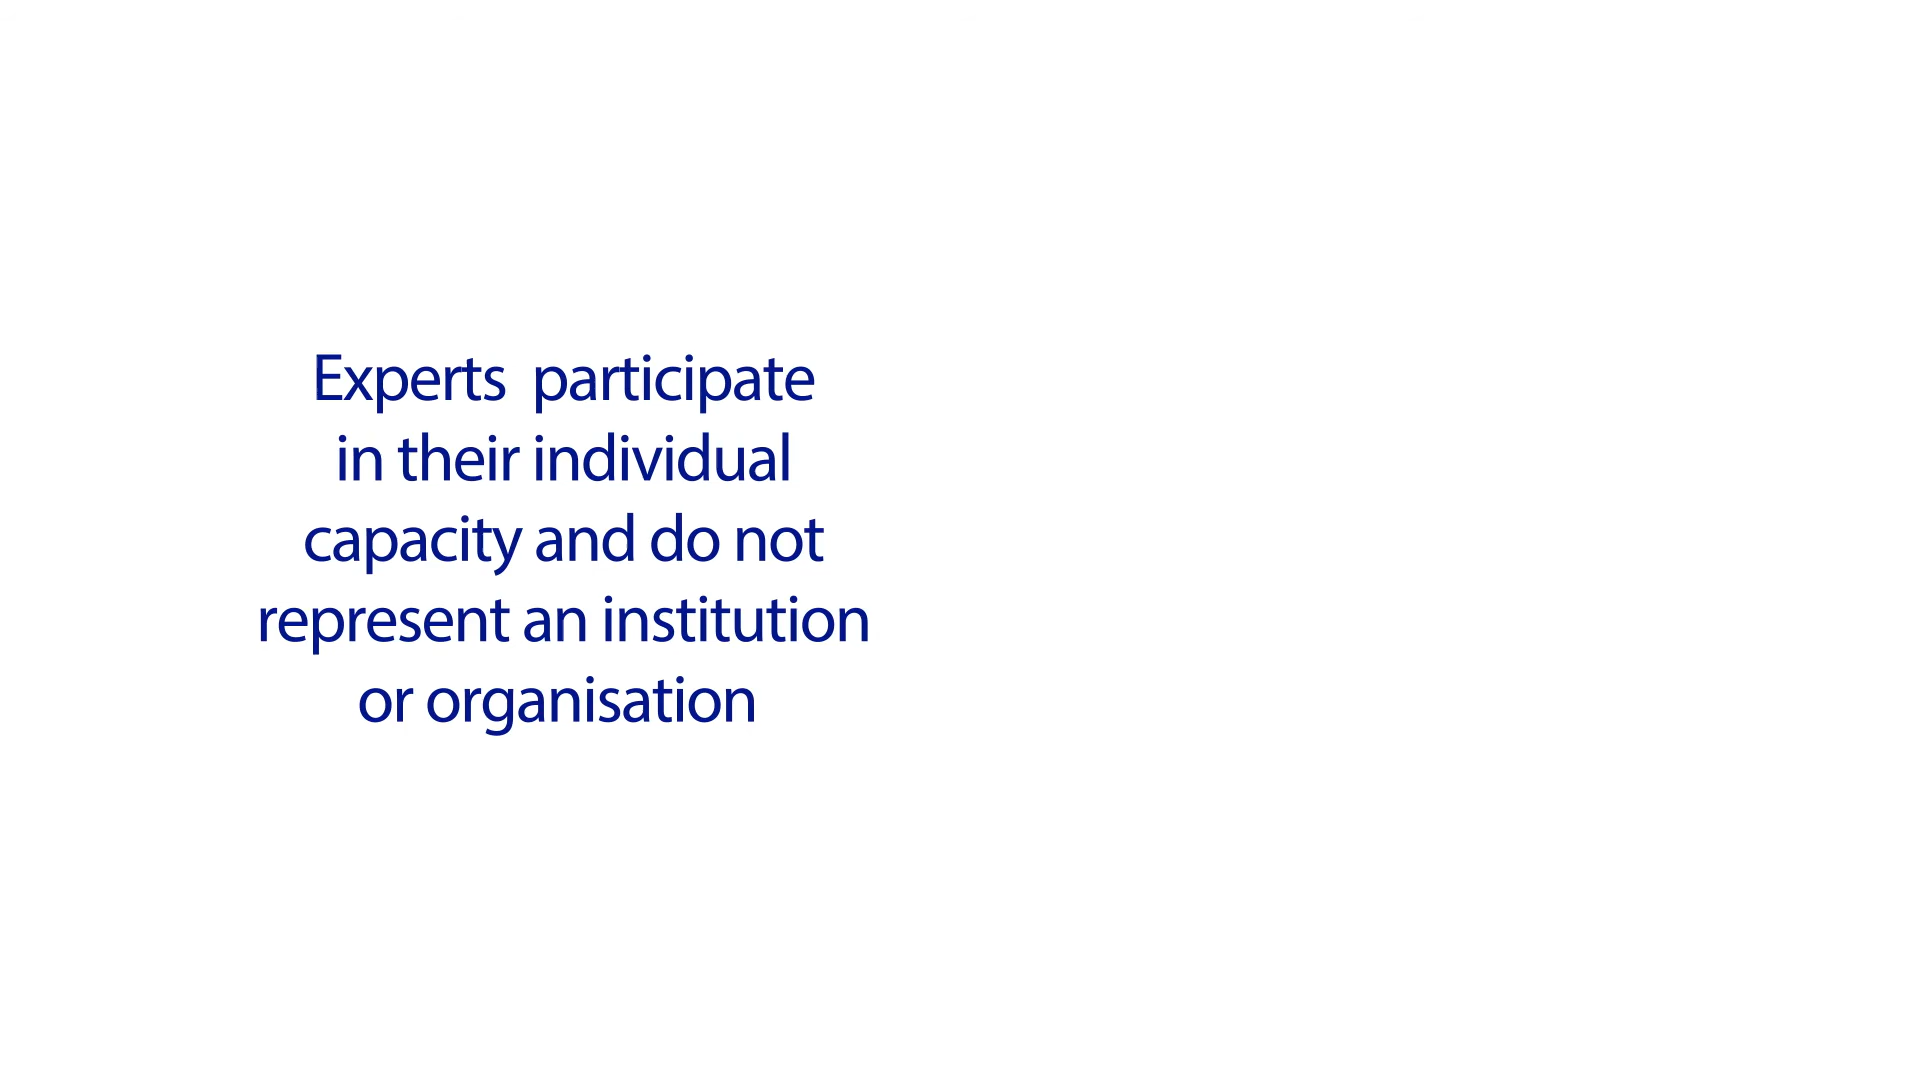 Experts  participate
in their individual
capacity and do not
represent an institution
or organisation